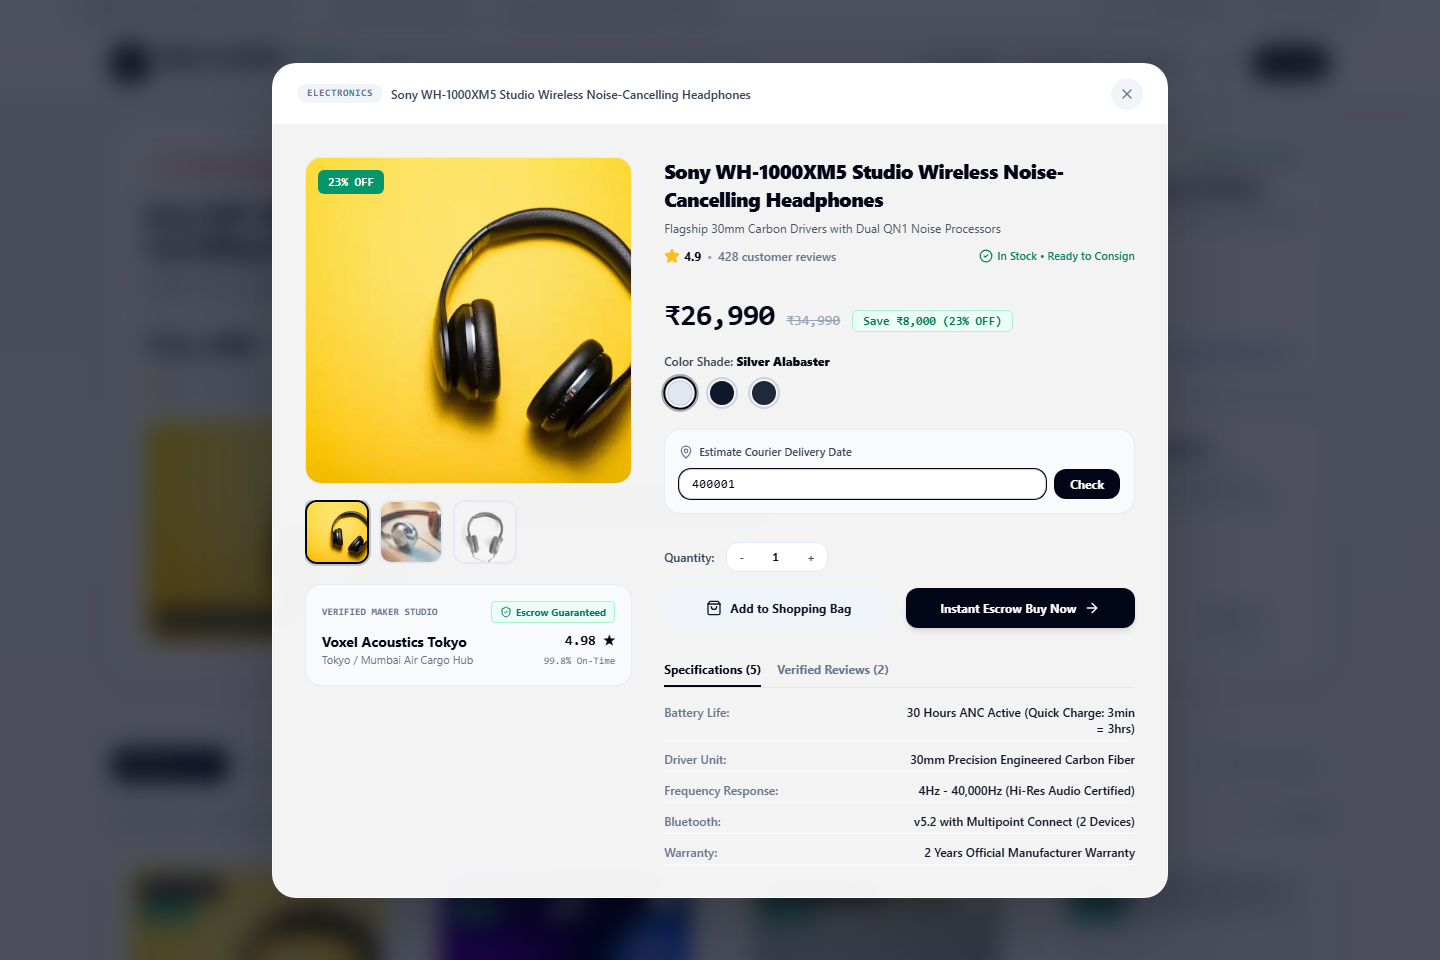 ELECTRONICS
Sony WH-1000XM5 Studio Wireless Noise-Cancelling Headphones
23% OFF
VERIFIED MAKER STUDIO
Escrow Guaranteed
Voxel Acoustics Tokyo
4.98 ★
Tokyo / Mumbai Air Cargo Hub
99.8% On-Time
Sony WH-1000XM5 Studio Wireless Noise-
Cancelling Headphones
Flagship 30mm Carbon Drivers with Dual QN1 Noise Processors
4.9 • 428 customer reviews
In Stock • Ready to Consign
₹26,990 ₹34,990 Save ₹8,000 (23% OFF)
Color Shade: Silver Alabaster
Estimate Courier Delivery Date
400001
Check
Quantity: - 1 +
Add to Shopping Bag
Instant Escrow Buy Now →
Specifications (5)
Verified Reviews (2)
Battery Life: 30 Hours ANC Active (Quick Charge: 3min
= 3hrs)
Driver Unit: 30mm Precision Engineered Carbon Fiber
Frequency Response: 4Hz - 40,000Hz (Hi-Res Audio Certified)
Bluetooth: v5.2 with Multipoint Connect (2 Devices)
Warranty: 2 Years Official Manufacturer Warranty